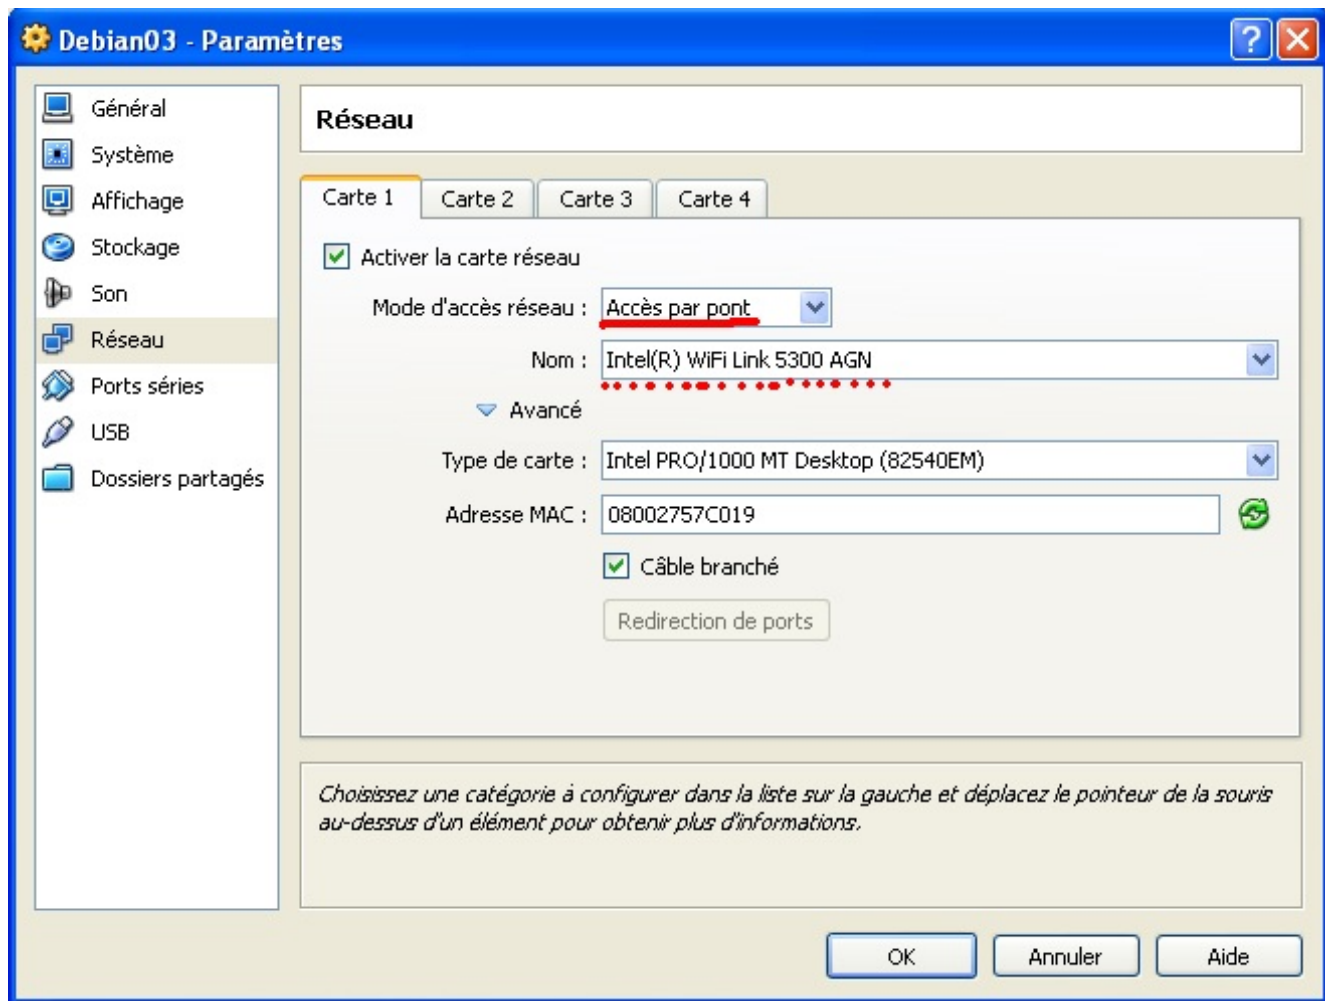 Debian03 - Paramètres
Général
Système
Affichage
Stockage
Son
Réseau
Ports séries
USB
Dossiers partagés
Réseau
Carte 1 Carte 2 Carte 3 Carte 4
Activer la carte réseau
Mode d'accès réseau : Accès par pont
Nom : Intel(R) WiFi Link 5300 AGN
Avancé
Type de carte : Intel PRO/1000 MT Desktop (82540EM)
Adresse MAC : 08002757C019
Câble branché
Redirection de ports
Choisissez une catégorie à configurer dans la liste sur la gauche et déplacez le pointeur de la souris
au-dessus d'un élément pour obtenir plus d'informations.
OK Annuler Aide